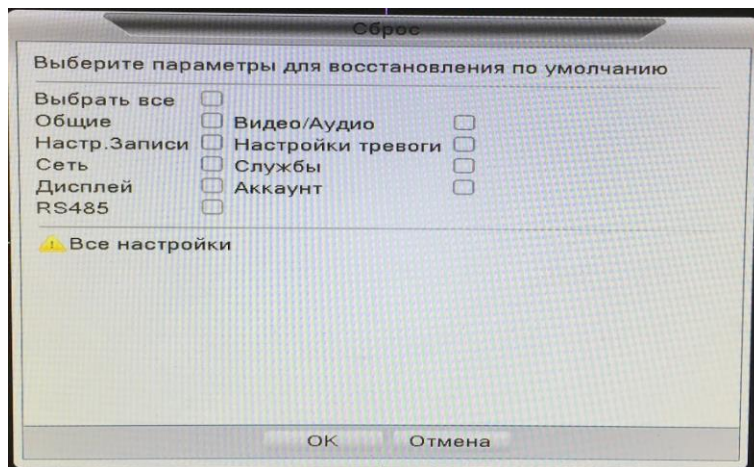 Сброс
Выберите параметры для восстановления по умолчанию
Выбрать все
Общие Видео/Аудио
Настр.Записи Настройки тревоги
Сеть Службы
Дисплей Аккаунт
RS485
Все настройки
OK Отмена